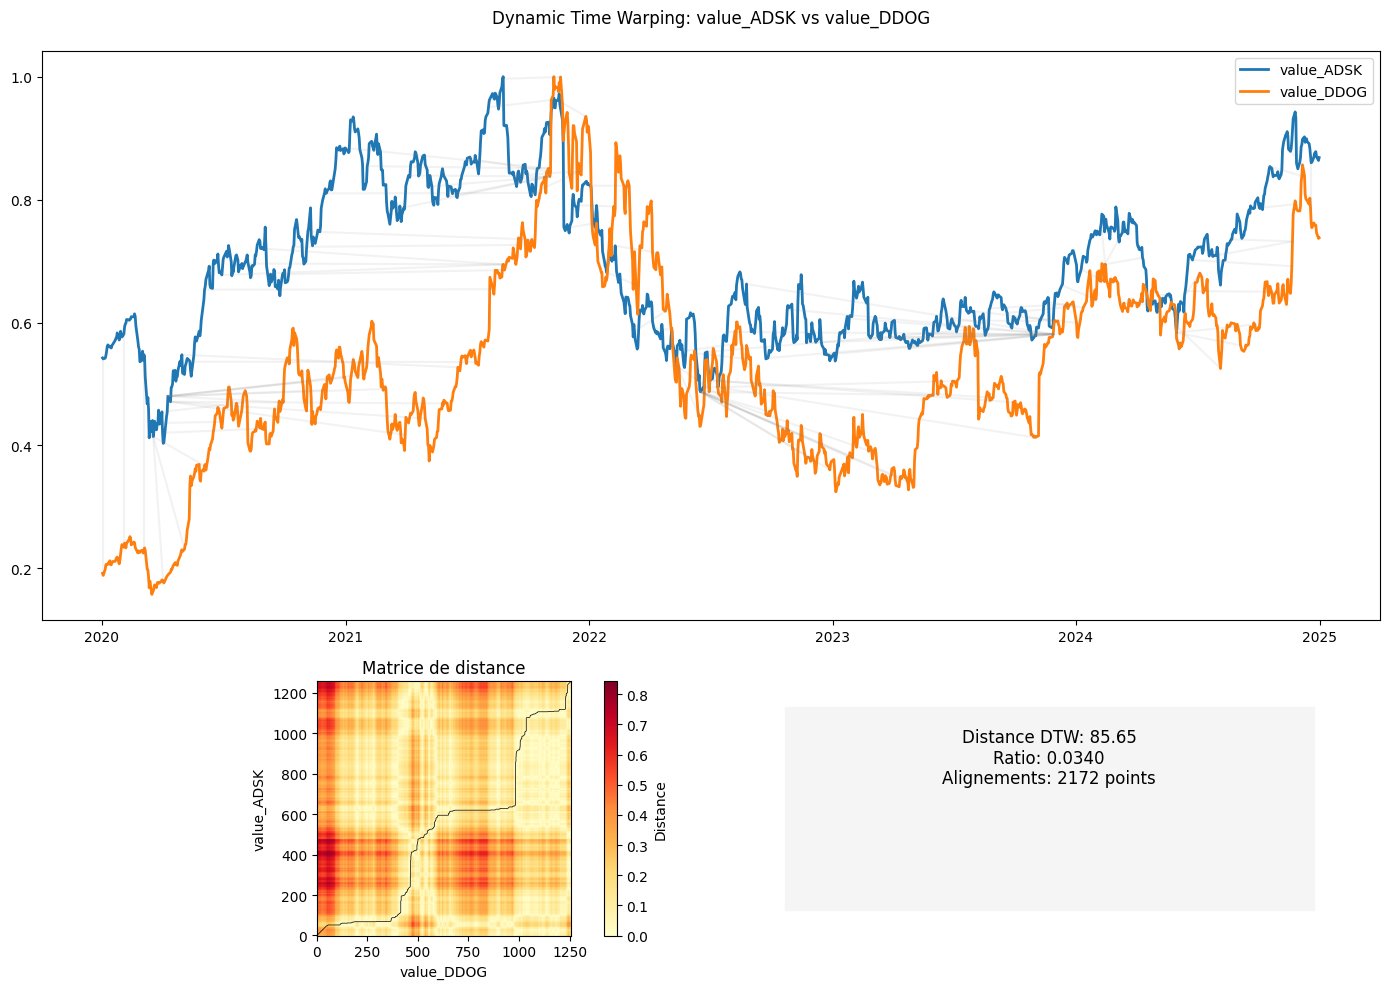 Dynamic Time Warping: value_ADSK vs value_DDOG
value_ADSK
value_DDOG
1.0
0.8
0.6
0.4
0.2
2020 2021 2022 2023 2024 2025
Matrice de distance
1200
1000
800
600
400
200
0
value_ADSK
0 250 500 750 1000 1250
value_DDOG
0.8
0.7
0.6
0.5
0.4
0.3
0.2
0.1
0.0
Distance
Distance DTW: 85.65
Ratio: 0.0340
Alignements: 2172 points